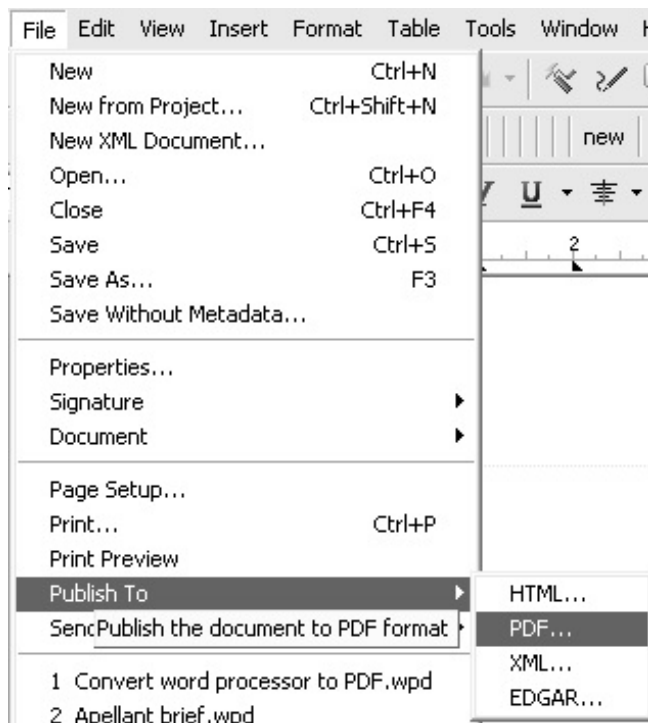 File Edit View Insert Format Table Tools Window
New Ctrl+N
New from Project... Ctrl+Shift+N
New XML Document...
new
Open... Ctrl+O
Close Ctrl+F4
U
Save Ctrl+S
2
Save As... F3
Save Without Metadata...
Properties...
Signature
Document
Page Setup...
Print... Ctrl+P
Print Preview
Publish To
HTML...
Send
Publish the document to PDF format
PDF...
XML...
1 Convert word processor to PDF.wpd
EDGAR...
2 Apellant brief.wpd